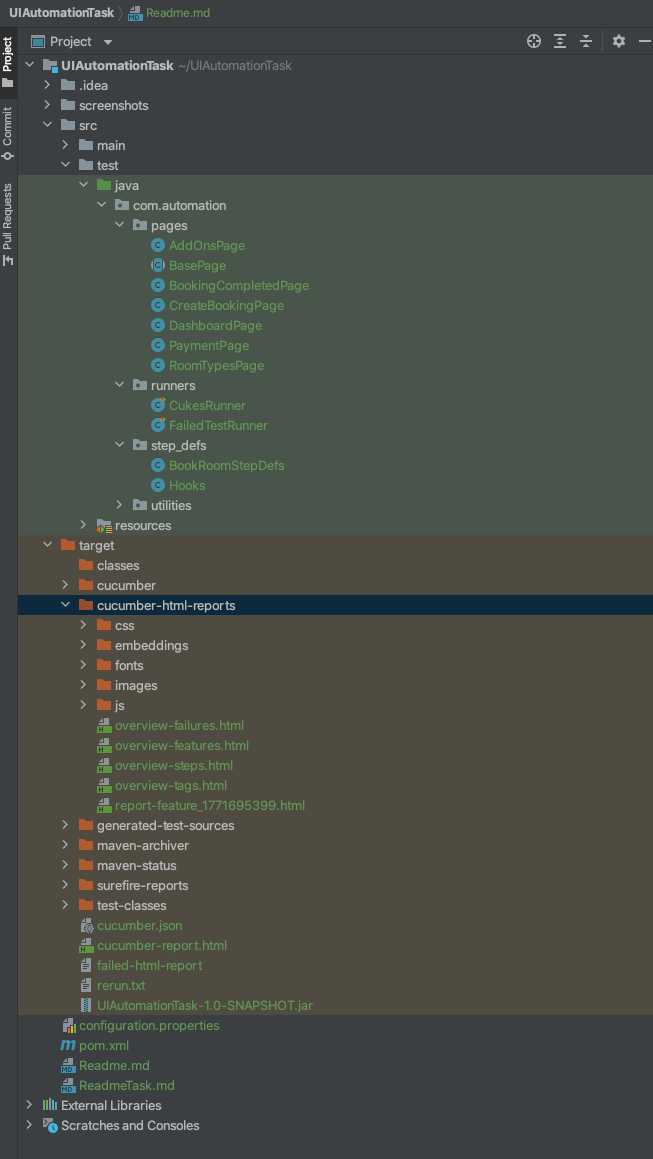 UIAutomationTask Readme.md
Project
Project
Commit
Pull Requests
UIAutomationTask ~/UIAutomationTask
.idea
screenshots
src
main
test
java
com.automation
pages
AddOnsPage
BasePage
BookingCompletedPage
CreateBookingPage
DashboardPage
PaymentPage
RoomTypesPage
runners
CukesRunner
FailedTestRunner
step_defs
BookRoomStepDefs
Hooks
utilities
resources
target
classes
cucumber
cucumber-html-reports
css
embeddings
fonts
images
js
overview-failures.html
overview-features.html
overview-steps.html
overview-tags.html
report-feature_1771695399.html
generated-test-sources
maven-archiver
maven-status
surefire-reports
test-classes
cucumber.json
cucumber-report.html
failed-html-report
rerun.txt
UIAutomationTask-1.0-SNAPSHOT.jar
configuration.properties
pom.xml
Readme.md
ReadmeTask.md
External Libraries
Scratches and Consoles